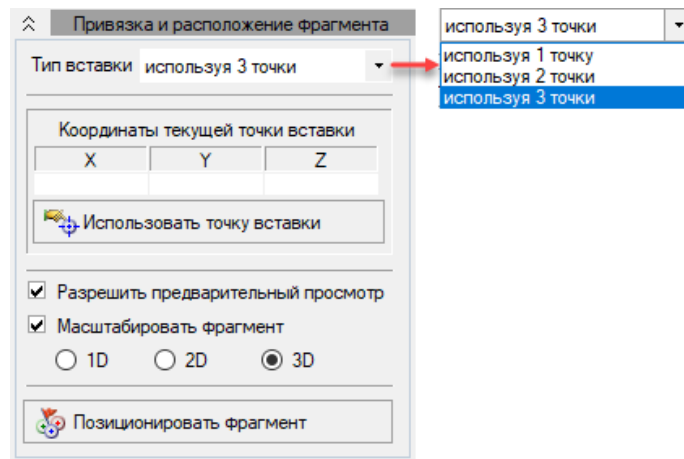 Привязка и расположение фрагмента
Тип вставки используя 3 точки
используя 3 точки
используя 1 точку
используя 2 точки
используя 3 точки
Координаты текущей точки вставки
X Y Z
Использовать точку вставки
Разрешить предварительный просмотр
Масштабировать фрагмент
1D 2D 3D
Позиционировать фрагмент